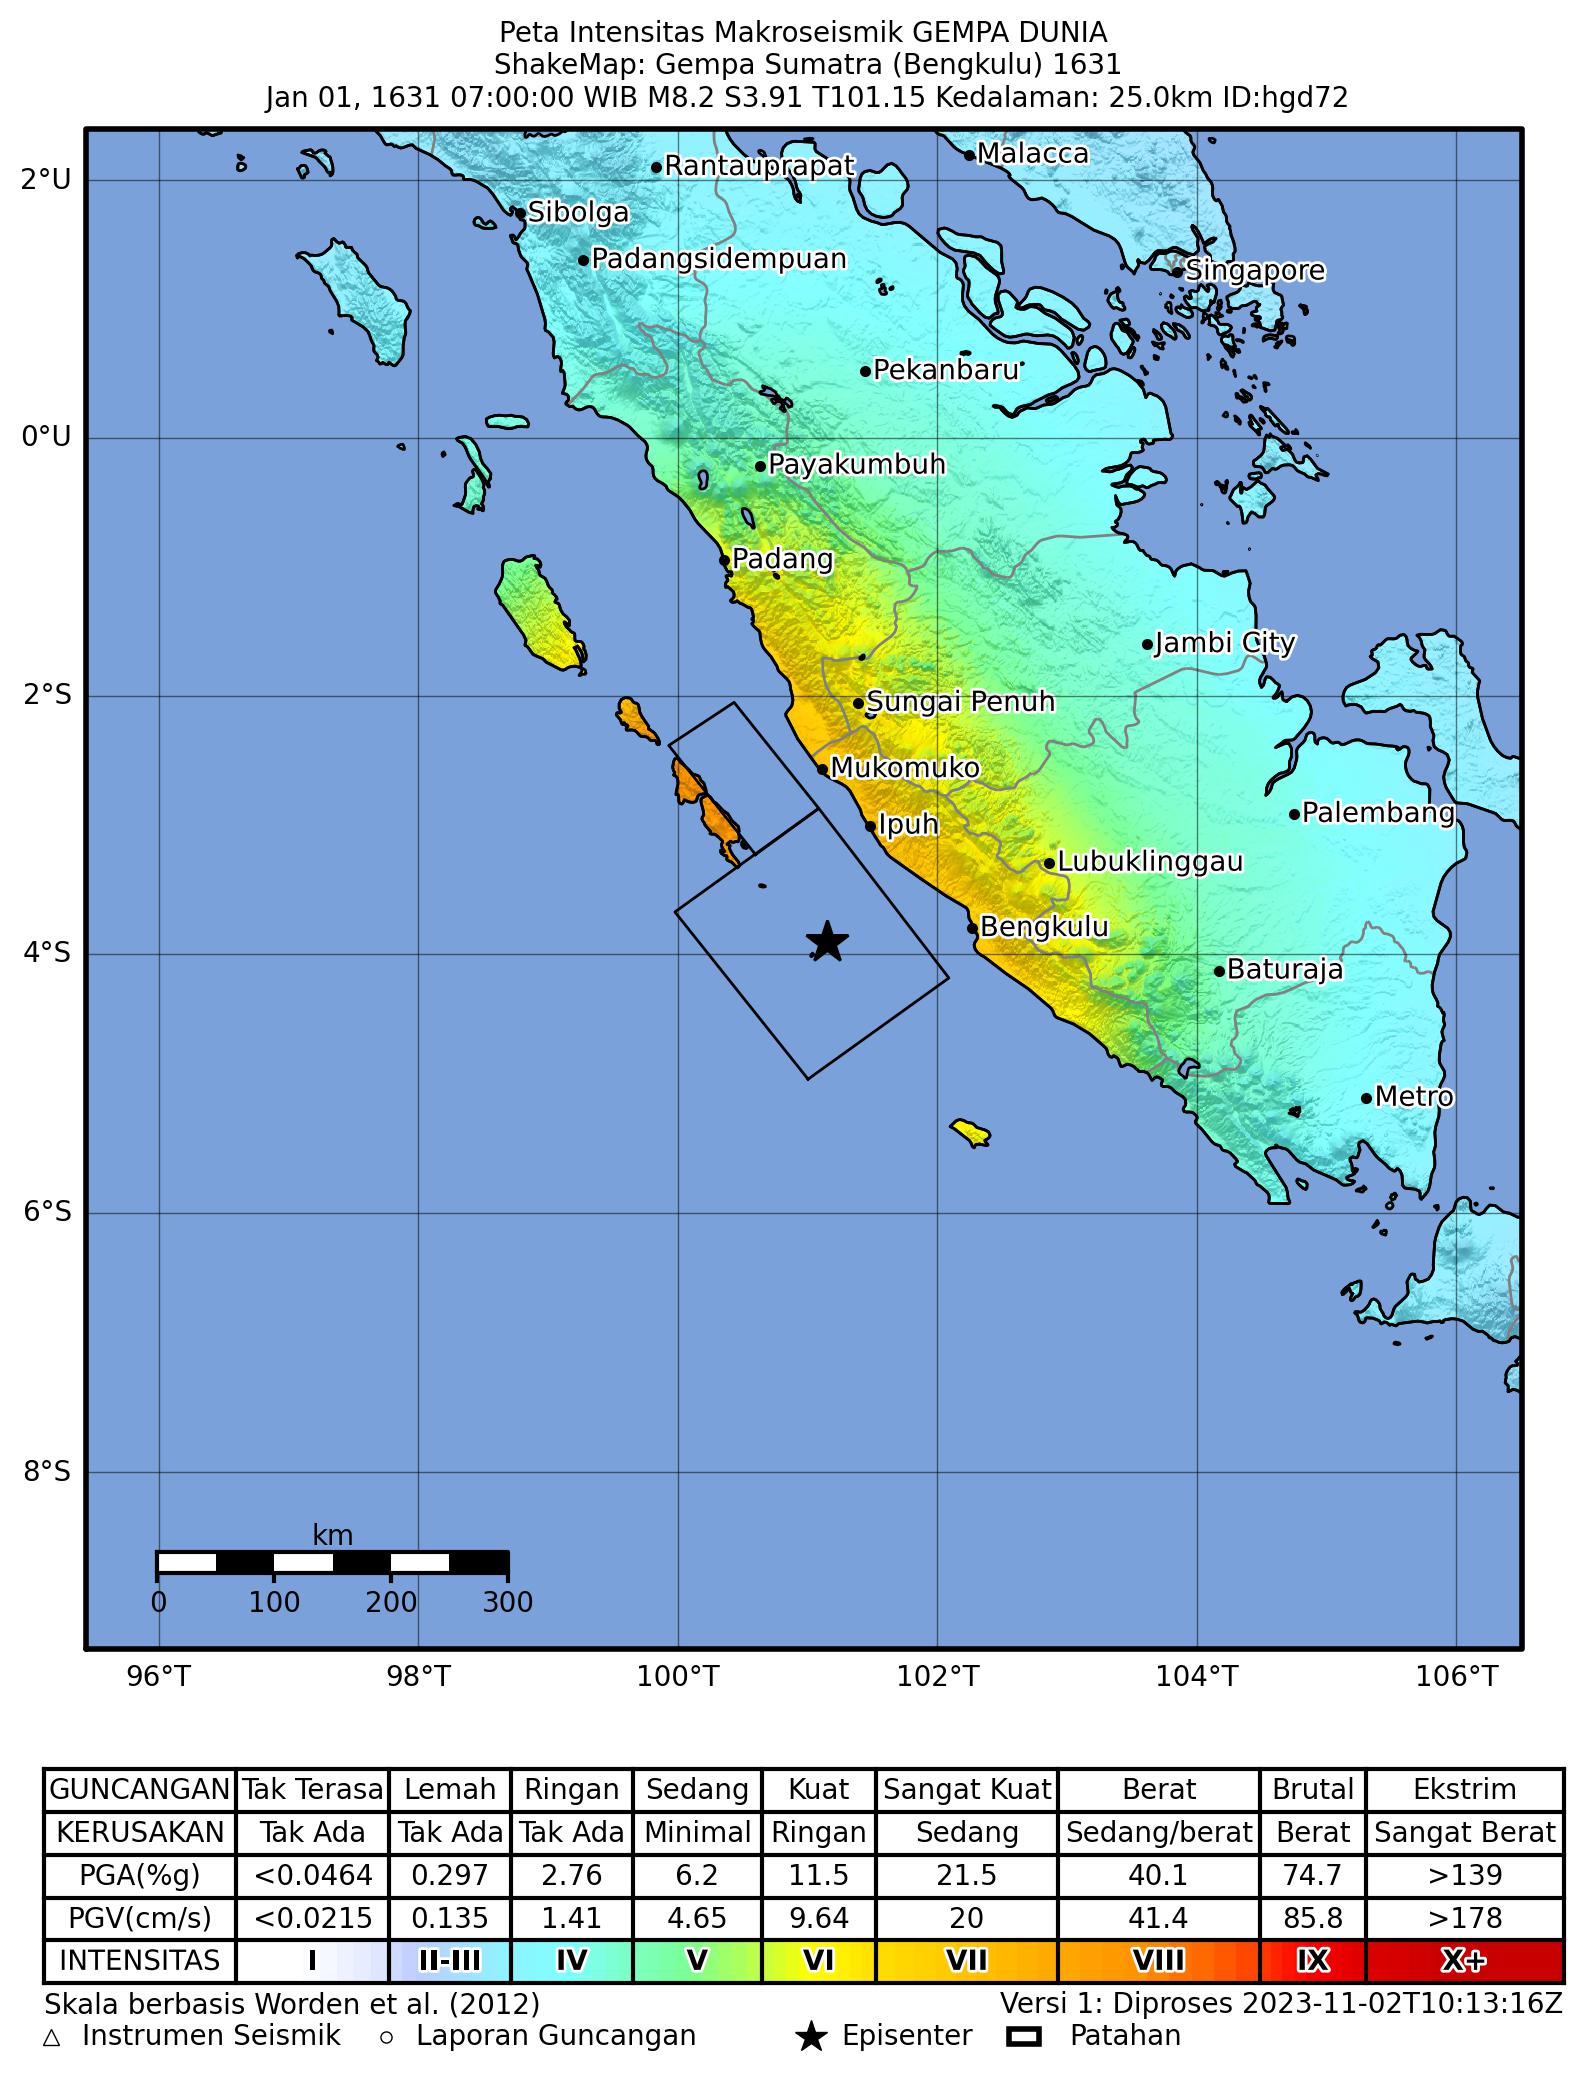 Peta Intensitas Makroseismik GEMPA DUNIA
ShakeMap: Gempa Sumatra (Bengkulu) 1631
Jan 01, 1631 07:00:00 WIB M8.2 S3.91 T101.15 Kedalaman: 25.0km ID:hgd72
2°U
0°U
2°S
4°S
6°S
8°S
Malacca
Rantauprapat
Sibolga
Padangsidempuan
Singapore
Pekanbaru
Payakumbuh
Padang
Jambi City
Sungai Penuh
Mukomuko
Palembang
Ipuh
Lubuklinggau
Bengkulu
Baturaja
Metro
km
0 100 200 300
96°T 98°T 100°T 102°T 104°T 106°T
GUNCANGAN Tak Terasa Lemah Ringan Sedang Kuat Sangat Kuat Berat Brutal Ekstrim
KERUSAKAN Tak Ada Tak Ada Tak Ada Minimal Ringan Sedang Sedang/berat Berat Sangat Berat
PGA(%g) <0.0464 0.297 2.76 6.2 11.5 21.5 40.1 74.7 >139
PGV(cm/s) <0.0215 0.135 1.41 4.65 9.64 20 41.4 85.8 >178
INTENSITAS I II-III IV V VI VII VIII IX X+
Skala berbasis Worden et al. (2012) Versi 1: Diproses 2023-11-02T10:13:16Z
Instrumen Seismik Laporan Guncangan Episenter Patahan